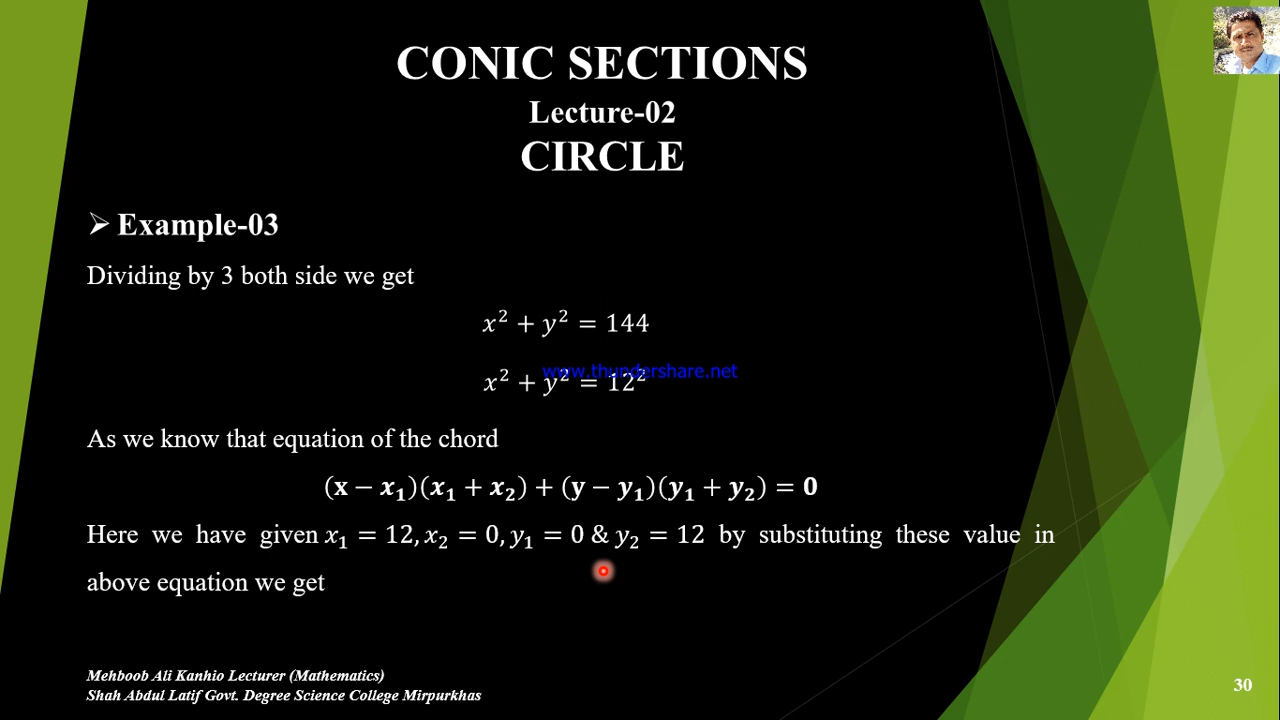 CONIC SECTIONS
Lecture-02
CIRCLE
➢ Example-03
Dividing by 3 both side we get
x² + y² = 144
www.thundershare.net
x² + y² = 12²
As we know that equation of the chord
(x − x₁)(x₁ + x₂) + (y − y₁)(y₁ + y₂) = 0
Here we have given x₁ = 12, x₂ = 0, y₁ = 0 & y₂ = 12 by substituting these value in
above equation we get
Mehboob Ali Kanhio Lecturer (Mathematics)
Shah Abdul Latif Govt. Degree Science College Mirpurkhas
30